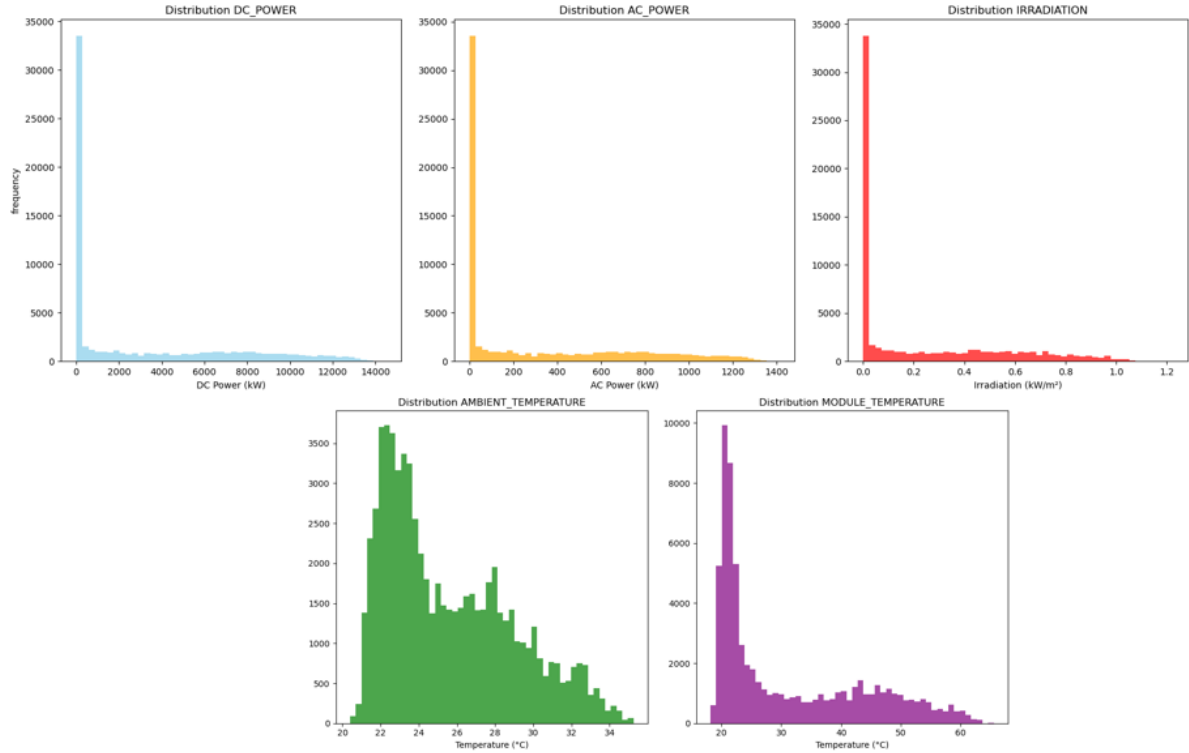 Distribution DC_POWER
35000
30000
25000
20000
15000
10000
5000
0
frequency
0 2000 4000 6000 8000 10000 12000 14000
DC Power (kW)
Distribution AC_POWER
35000
30000
25000
20000
15000
10000
5000
0
0 200 400 600 800 1000 1200 1400
AC Power (kW)
Distribution IRRADIATION
35000
30000
25000
20000
15000
10000
5000
0
0.0 0.2 0.4 0.6 0.8 1.0 1.2
Irradiation (kW/m²)
Distribution AMBIENT_TEMPERATURE
3500
3000
2500
2000
1500
1000
500
0
20 22 24 26 28 30 32 34
Temperature (°C)
Distribution MODULE_TEMPERATURE
10000
8000
6000
4000
2000
0
20 30 40 50 60
Temperature (°C)